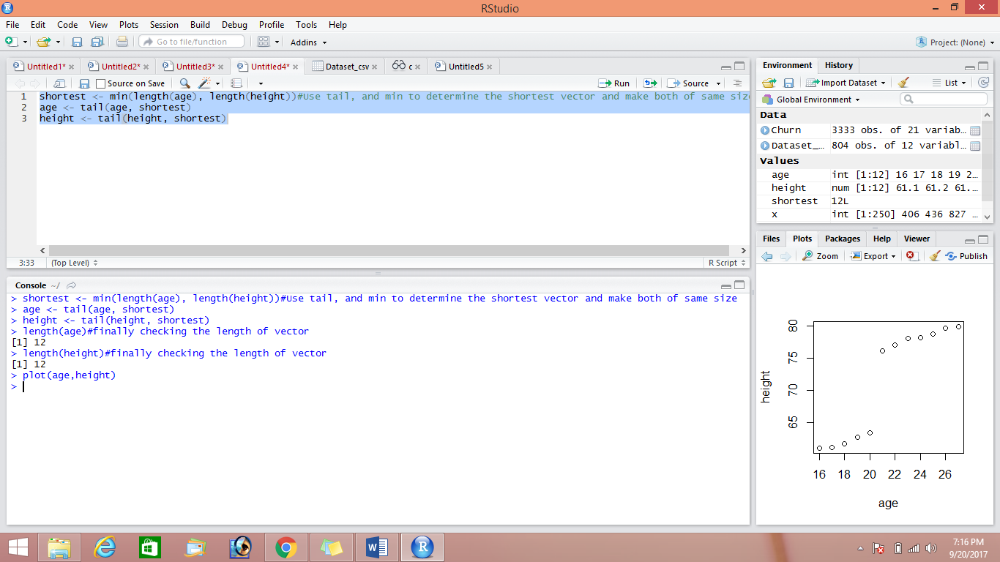 RStudio
File Edit Code View Plots Session Build Debug Profile Tools Help
Go to file/function Addins Project: (None)
Untitled1* Untitled2* Untitled3* Untitled4* Dataset_csv c Untitled5
Source on Save Run Source
1 shortest <- min(length(age), length(height))#Use tail, and min to determine the shortest vector and make both of same size
2 age <- tail(age, shortest)
3 height <- tail(height, shortest)
3:33 (Top Level) R Script
Console ~/
> shortest <- min(length(age), length(height))#Use tail, and min to determine the shortest vector and make both of same size
> age <- tail(age, shortest)
> height <- tail(height, shortest)
> length(age)#finally checking the length of vector
[1] 12
> length(height)#finally checking the length of vector
[1] 12
> plot(age,height)
>
Environment History
Import Dataset List
Global Environment
Data
Churn 3333 obs. of 21 variab…
Dataset_… 804 obs. of 12 variabl…
Values
age int [1:12] 16 17 18 19 2…
height num [1:12] 61.1 61.2 61.…
shortest 12L
x int [1:250] 406 436 827 …
Files Plots Packages Help Viewer
Zoom Export Publish
height
80
75
70
65
16 18 20 22 24 26
age
7:16 PM
9/20/2017